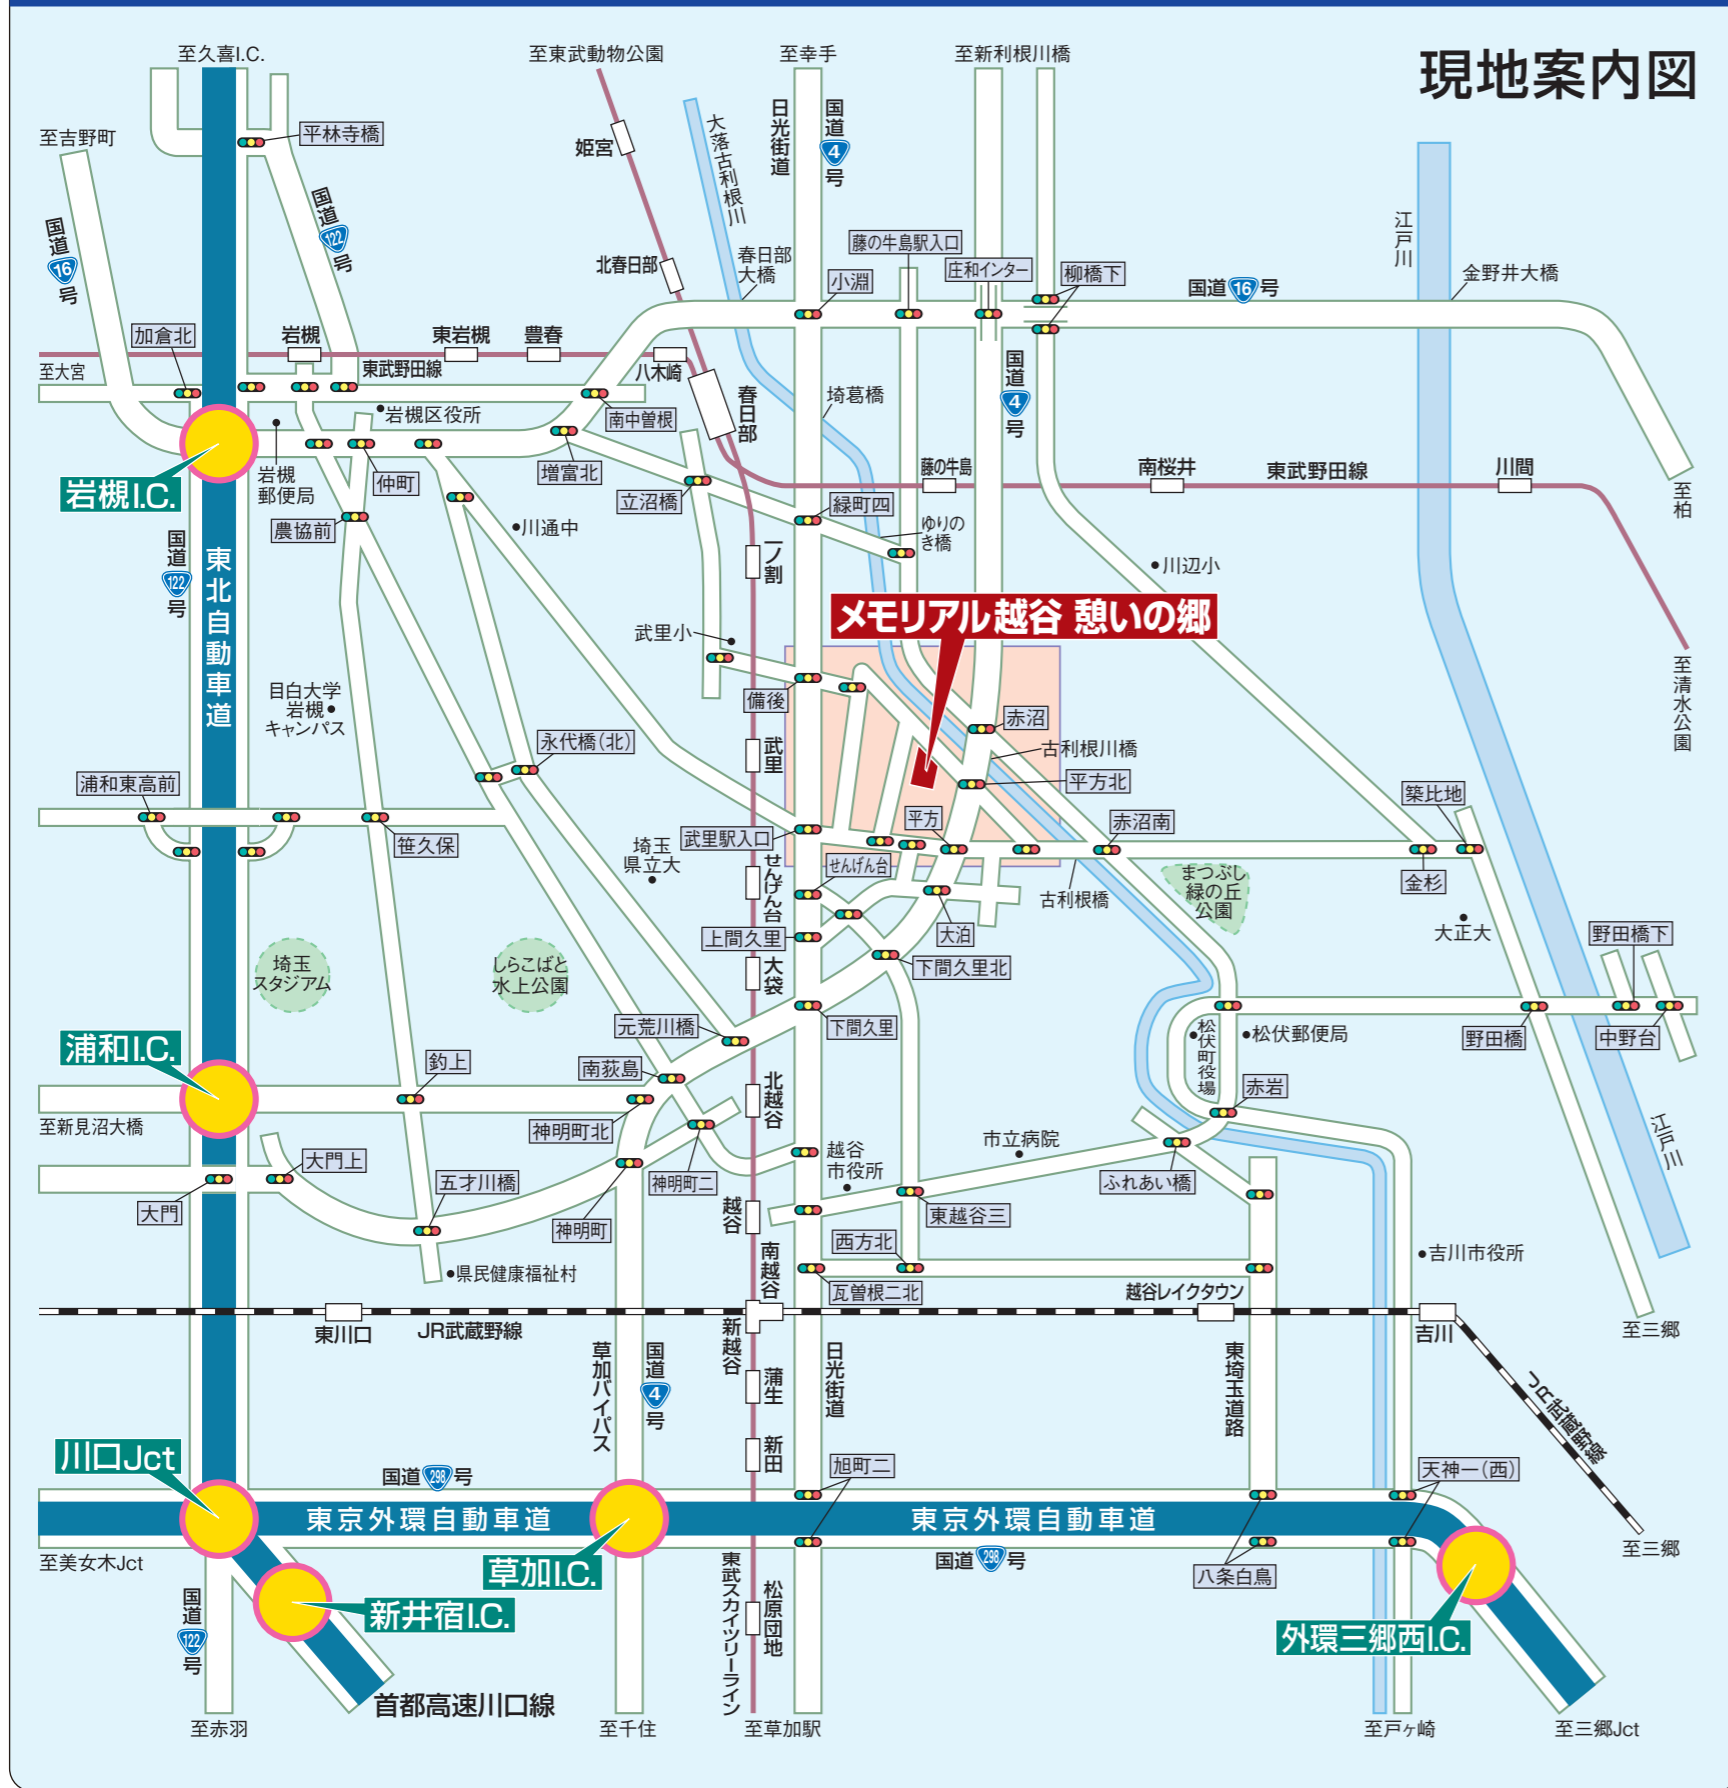 現地案内図
至久喜I.C.
至東武動物公園
至幸手
至新利根川橋
至吉野町
平林寺橋
国道16号
国道122号
姫宮
大落古利根川
日光街道
国道4号
江戸川
北春日部
春日部
大橋
小淵
藤の牛島駅入口
庄和インター
柳橋下
国道16号
金野井大橋
加倉北
岩槻
東岩槻
豊春
東武野田線
八木崎
至大宮
岩槻区役所
南中曽根
春日部
埼葛橋
国道4号
岩槻I.C.
岩槻
郵便局
仲町
増富北
立沼橋
藤の牛島
南桜井
東武野田線
川間
至柏
農協前
川通中
緑町四
ゆりの
き橋
国道122号
東北自動車道
一ノ割
川辺小
メモリアル越谷 憩いの郷
武里小
備後
至清水公園
目白大学
岩槻
キャンパス
永代橋(北)
武里
赤沼
古利根川橋
平方北
浦和東高前
笹久保
武里駅入口
平方
赤沼南
築比地
埼玉
県立大
せんげん台
せんげん台
古利根橋
まつぶし
緑の丘
公園
金杉
上間久里
大泊
大正大
野田橋下
埼玉
スタジアム
しらこばと
水上公園
大袋
下間久里北
浦和I.C.
元荒川橋
下間久里
松伏町役場
松伏郵便局
野田橋
中野台
釣上
南荻島
北越谷
赤岩
至新見沼大橋
神明町北
市立病院
江戸川
大門上
越谷
市役所
大門
五才川橋
神明町二
ふれあい橋
神明町
越谷
東越谷三
西方北
吉川市役所
県民健康福祉村
南越谷
瓦曽根二北
越谷レイクタウン
東川口
JR武蔵野線
新越谷
吉川
至三郷
草加バイパス
国道4号
蒲生
日光街道
東埼玉道路
JR武蔵野線
川口Jct
国道298号
新田
旭町二
天神一(西)
東京外環自動車道
東京外環自動車道
至美女木Jct
草加I.C.
国道298号
八条白鳥
至三郷
国道122号
新井宿I.C.
東武スカイツリーライン
松原団地
外環三郷西I.C.
首都高速川口線
至赤羽
至千住
至草加駅
至戸ヶ崎
至三郷Jct